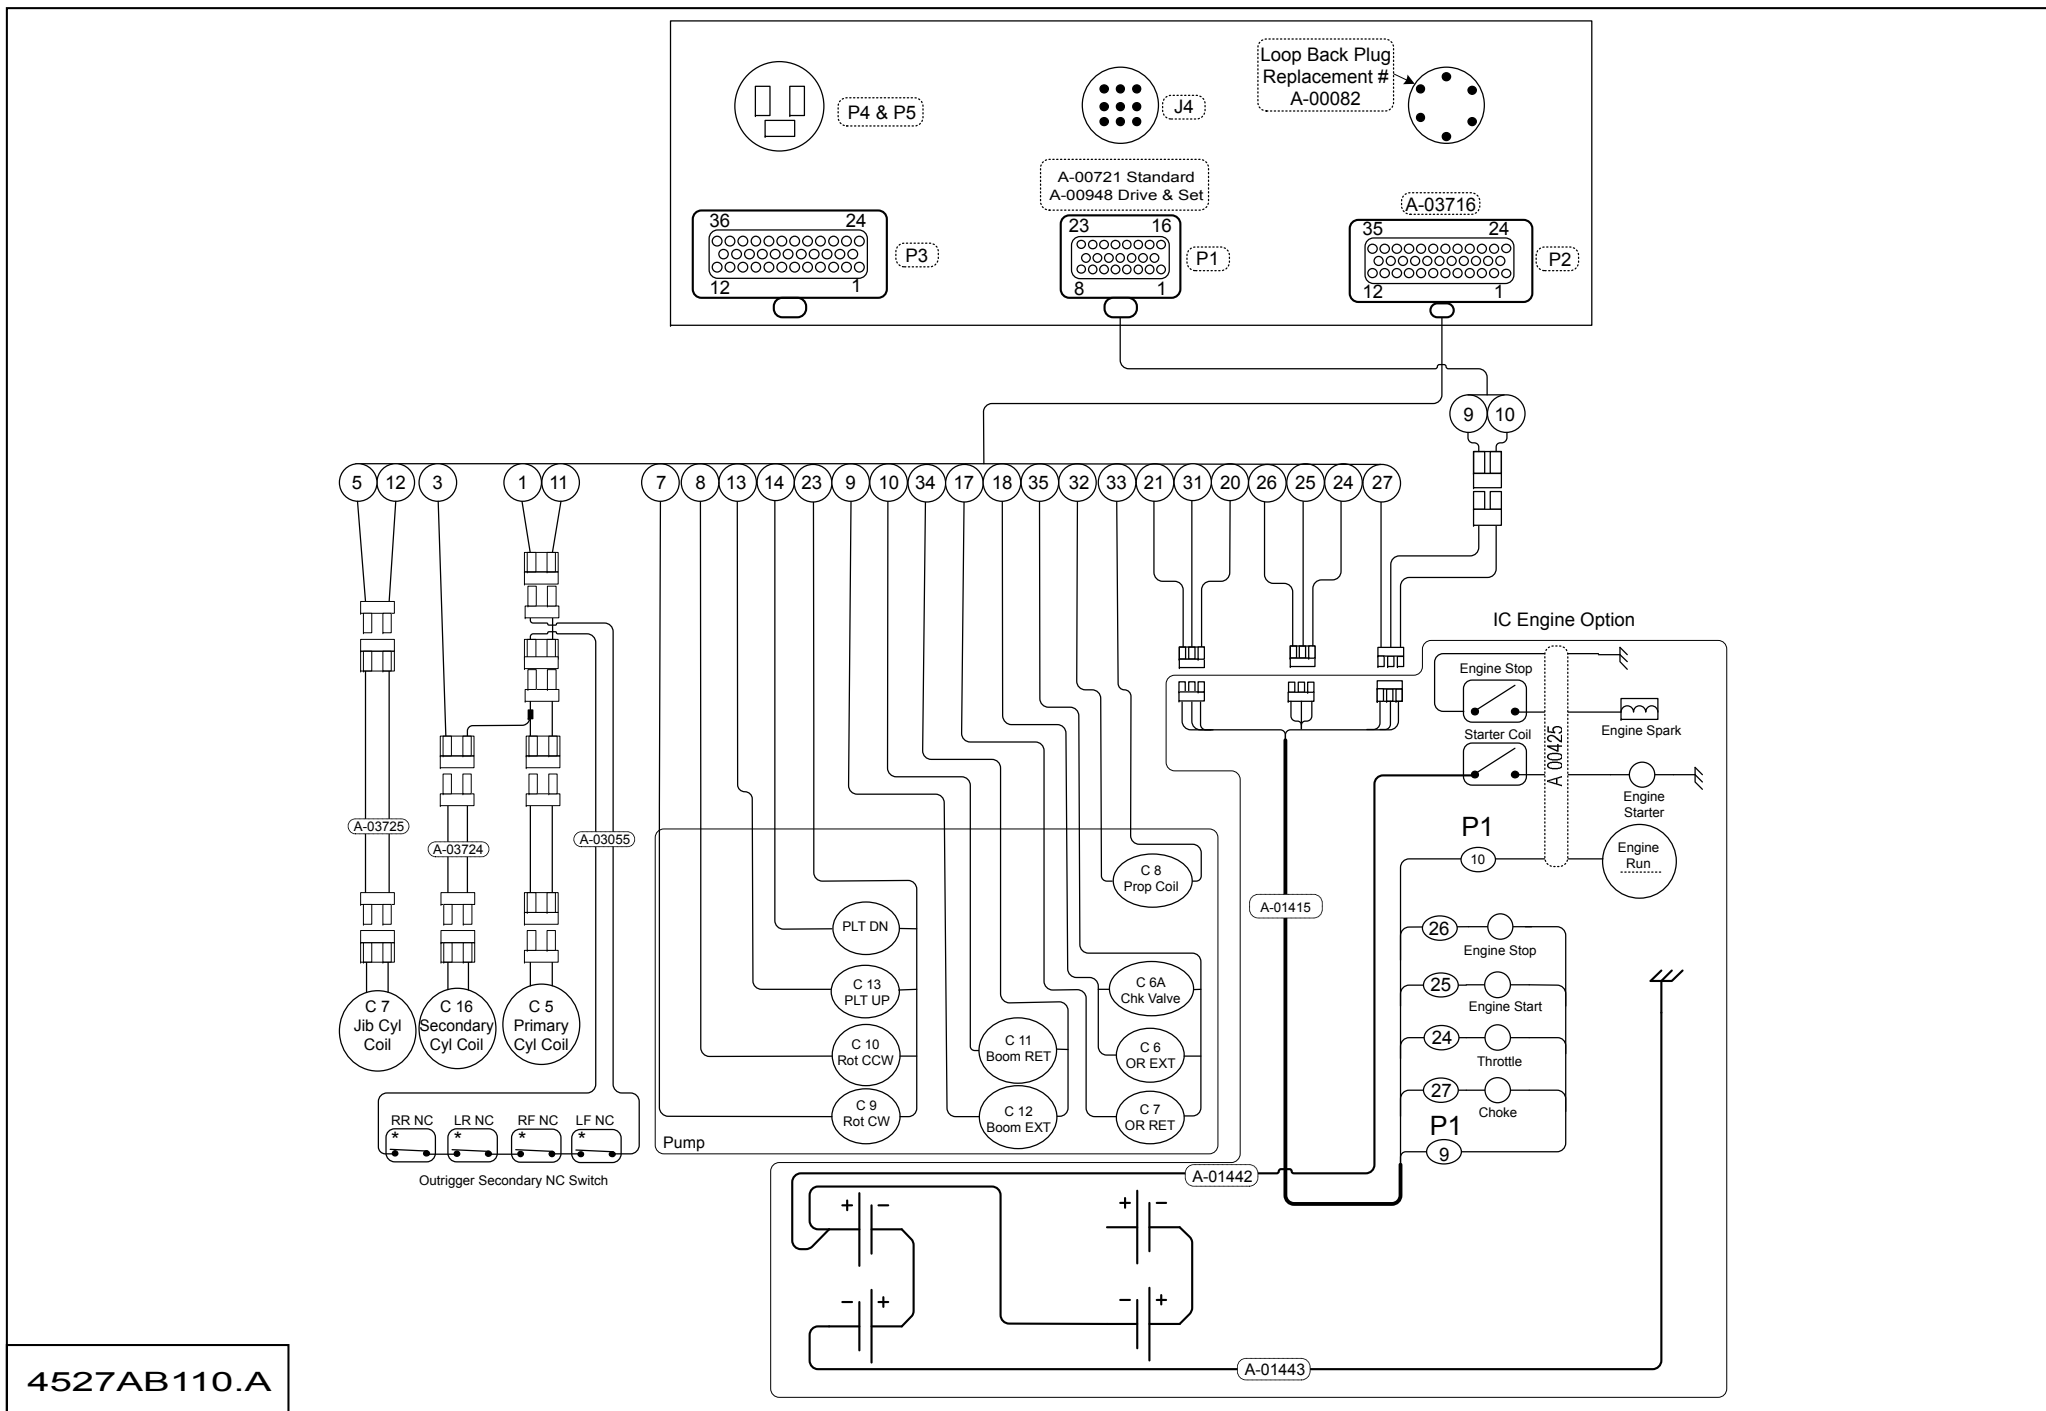 Loop Back Plug
Replacement #
A-00082
P4 & P5
J4
A-00721 Standard
A-00948 Drive & Set
A-03716
36 24
12 1
P3
23 16
8 1
P1
35 24
12 1
P2
9 10
5 12 3 1 11 7 8 13 14 23 9 10 34 17 18 35 32 33 21 31 20 26 25 24 27
IC Engine Option
Engine Stop
Engine Spark
Starter Coil
A 00425
Engine
Starter
P1
10
Engine
Run
A-03725
A-03724
A-03055
A-01415
C 8
Prop Coil
PLT DN
C 13
PLT UP
C 10
Rot CCW
C 9
Rot CW
C 11
Boom RET
C 12
Boom EXT
C 6A
Chk Valve
C 6
OR EXT
C 7
OR RET
Pump
26
Engine Stop
25
Engine Start
24
Throttle
27
Choke
P1
9
C 7
Jib Cyl
Coil
C 16
Secondary
Cyl Coil
C 5
Primary
Cyl Coil
RR NC LR NC RF NC LF NC
* * * *
Outrigger Secondary NC Switch
A-01442
+ −
+ −
− +
− +
A-01443
4527AB110.A